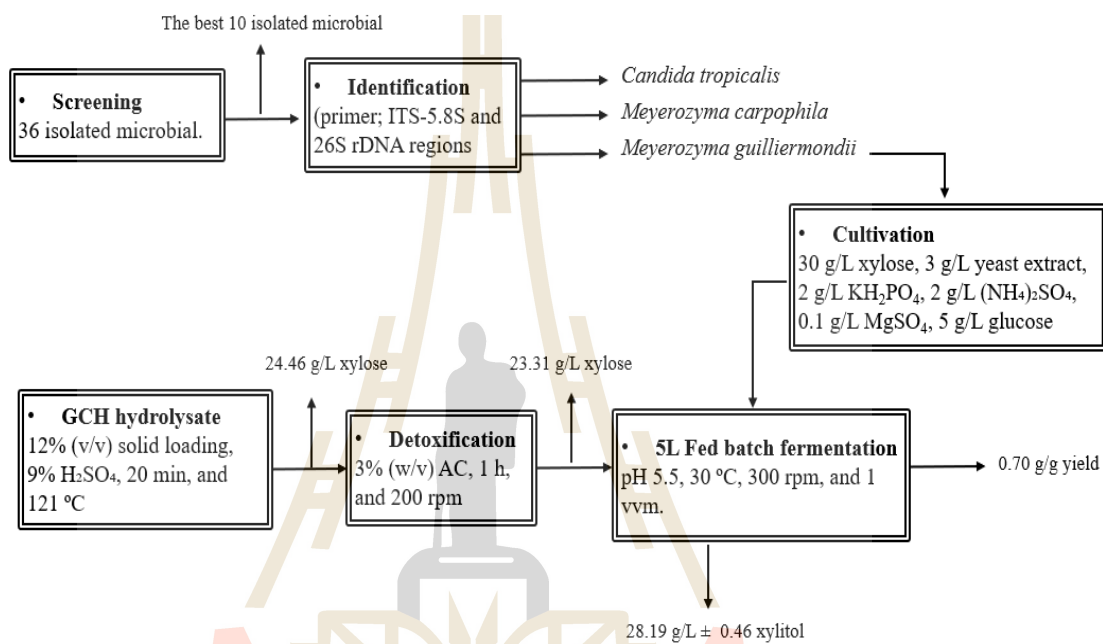 The best 10 isolated microbial
• Screening
36 isolated microbial.
• Identification
(primer; ITS-5.8S and
26S rDNA regions
Candida tropicalis
Meyerozyma carpophila
Meyerozyma guilliermondii
• Cultivation
30 g/L xylose, 3 g/L yeast extract,
2 g/L KH₂PO₄, 2 g/L (NH₄)₂SO₄,
0.1 g/L MgSO₄, 5 g/L glucose
24.46 g/L xylose
23.31 g/L xylose
• GCH hydrolysate
12% (v/v) solid loading,
9% H₂SO₄, 20 min, and
121 ºC
• Detoxification
3% (w/v) AC, 1 h,
and 200 rpm
• 5L Fed batch fermentation
pH 5.5, 30 ºC, 300 rpm, and 1
vvm.
0.70 g/g yield
28.19 g/L ± 0.46 xylitol